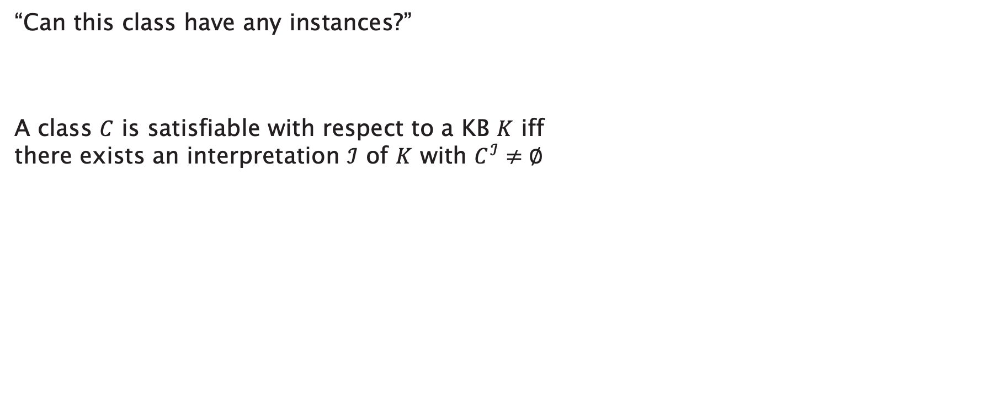 “Can this class have any instances?”
A class 𝐶 is satisfiable with respect to a KB 𝐾 iff
there exists an interpretation ℐ of 𝐾 with 𝐶^ℐ ≠ ∅